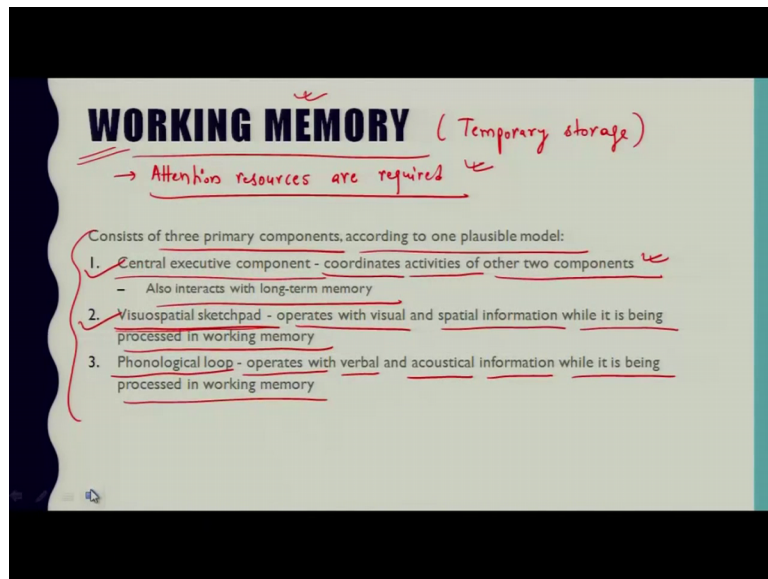 WORKING MEMORY (Temporary storage)
→ Attention resources are required
Consists of three primary components, according to one plausible model:
1. Central executive component - coordinates activities of other two components
– Also interacts with long-term memory
2. Visuospatial sketchpad - operates with visual and spatial information while it is being
processed in working memory
3. Phonological loop - operates with verbal and acoustical information while it is being
processed in working memory